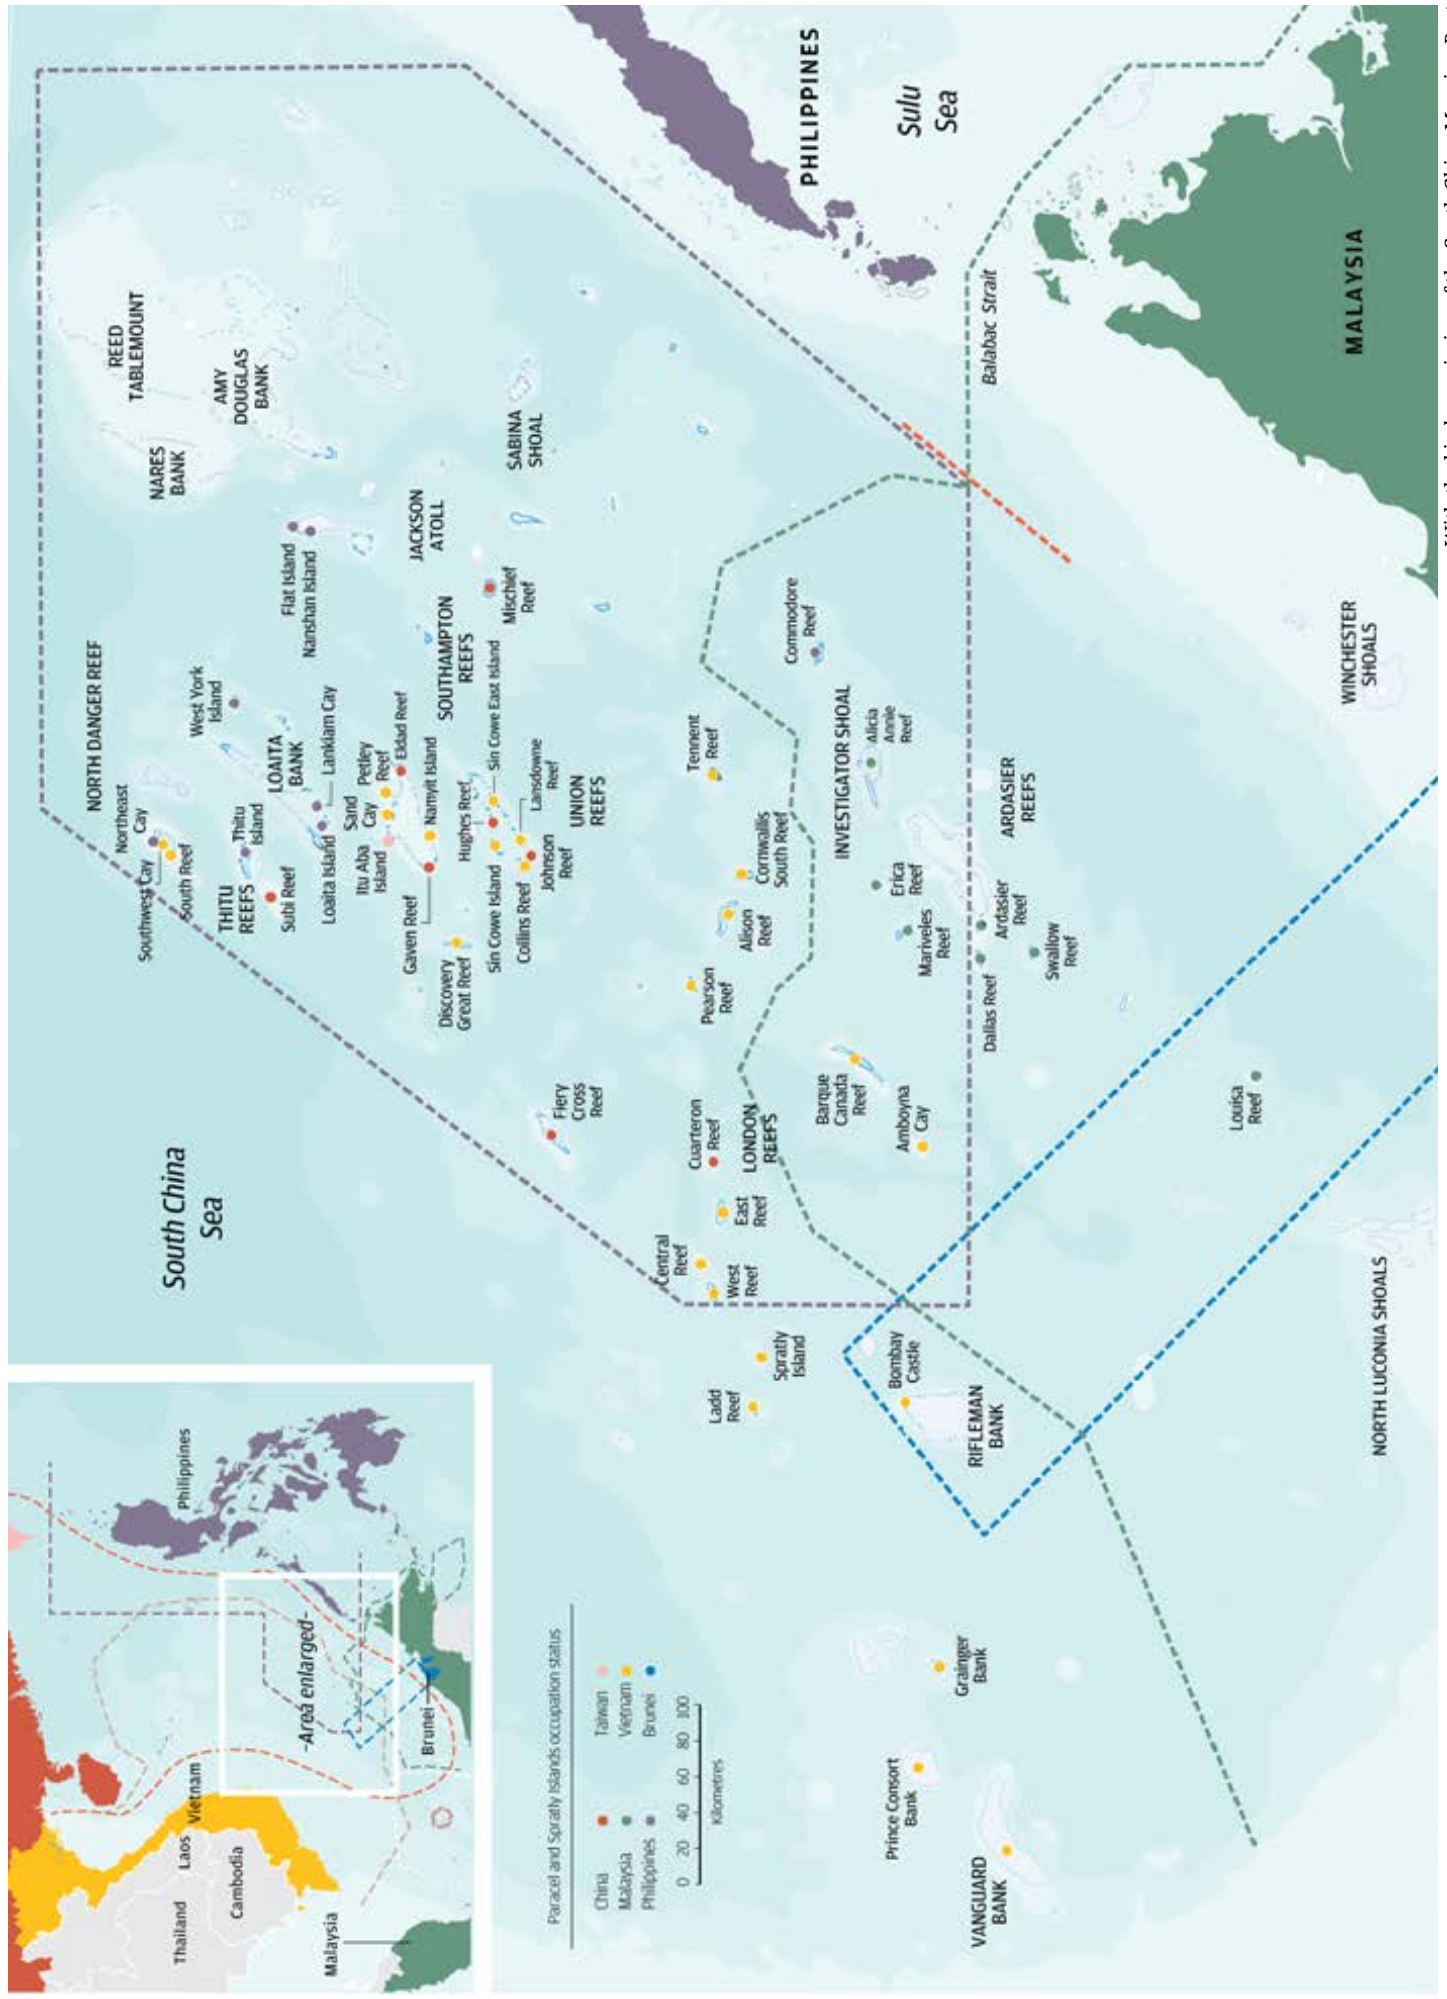 Thailand
Laos
Vietnam
Cambodia
Malaysia
Brunei
-Area enlarged-
Philippines
Paracel and Spratly Islands occupation status
China
Malaysia
Philippines
Taiwan
Vietnam
Brunei
0 20 40 60 80 100
Kilometres
South China
Sea
NORTH DANGER REEF
Northeast
Cay
Southwest Cay
South Reef
THITU
REEFS
Thitu
Island
Subi Reef
West York
Island
LOAITA
BANK
Lankiam Cay
Loaita Island
Flat Island
Nanshan Island
NARES
BANK
REED
TABLEMOUNT
AMY
DOUGLAS
BANK
Itu Aba
Island
Sand
Cay
Petley
Reef
Eldad Reef
Namyit Island
Gaven Reef
Discovery
Great Reef
JACKSON
ATOLL
SOUTHAMPTON
REEFS
SABINA
SHOAL
Mischief
Reef
Hughes Reef
Sin Cowe East Island
Sin Cowe Island
Collins Reef
Lansdowne
Reef
Johnson
Reef
UNION
REEFS
Fiery
Cross
Reef
Central
Reef
West
Reef
East
Reef
Cuarteron
Reef
LONDON
REEFS
Pearson
Reef
Alison
Reef
Cornwallis
South Reef
Tennent
Reef
Ladd
Reef
Spratly
Island
Commodore
Reef
INVESTIGATOR SHOAL
Alicia
Annie
Reef
Erica
Reef
Mariveles
Reef
Barque
Canada
Reef
Amboyna
Cay
Bombay
Castle
RIFLEMAN
BANK
Dallas Reef
Ardasier
Reef
ARDASIER
REEFS
Swallow
Reef
Louisa
Reef
Grainger
Bank
Prince Consort
Bank
VANGUARD
BANK
NORTH LUCONIA SHOALS
WINCHESTER
SHOALS
PHILIPPINES
Sulu
Sea
Balabac Strait
MALAYSIA